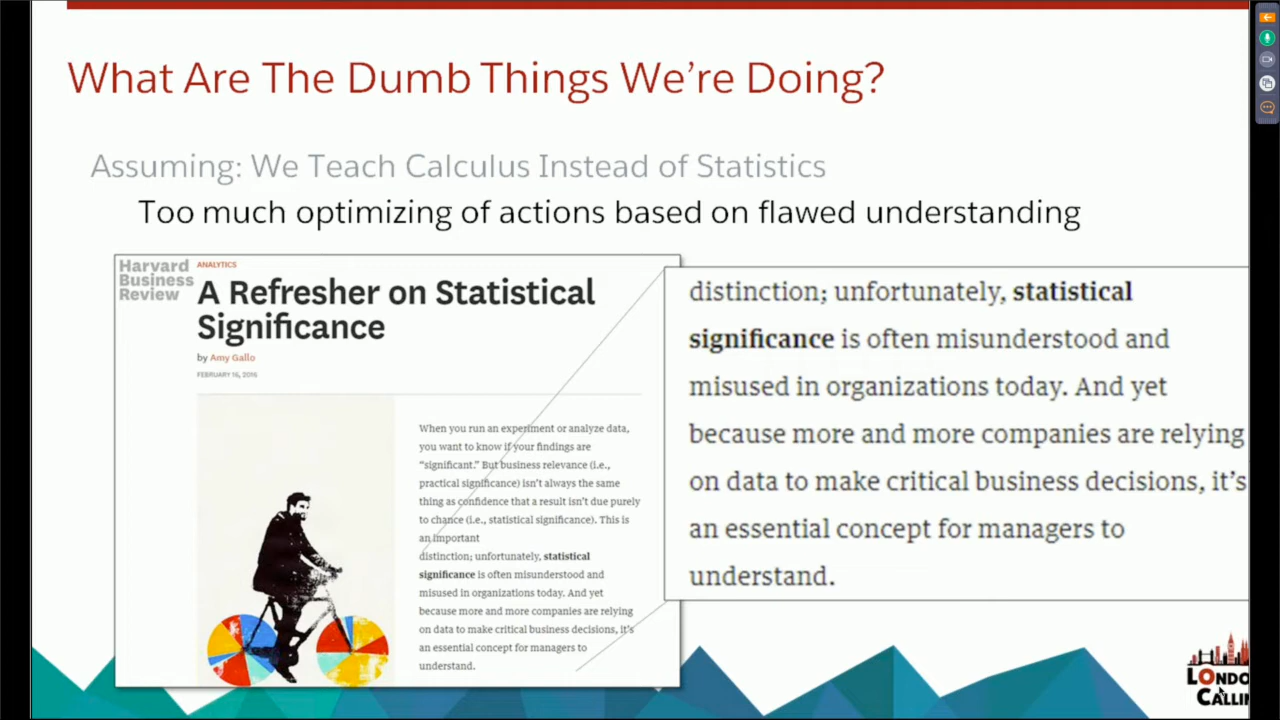 What Are The Dumb Things We're Doing?
Assuming: We Teach Calculus Instead of Statistics
Too much optimizing of actions based on flawed understanding
Harvard
Business
Review
ANALYTICS
A Refresher on Statistical
Significance
by Amy Gallo
FEBRUARY 16, 2016
When you run an experiment or analyze data,
you want to know if your findings are
“significant.” But business relevance (i.e.,
practical significance) isn’t always the same
thing as confidence that a result isn’t due purely
to chance (i.e., statistical significance). This is
an important
distinction; unfortunately, statistical
significance is often misunderstood and
misused in organizations today. And yet
because more and more companies are relying
on data to make critical business decisions, it’s
an essential concept for managers to
understand.
distinction; unfortunately, statistical
significance is often misunderstood and
misused in organizations today. And yet
because more and more companies are relying
on data to make critical business decisions, it’s
an essential concept for managers to
understand.